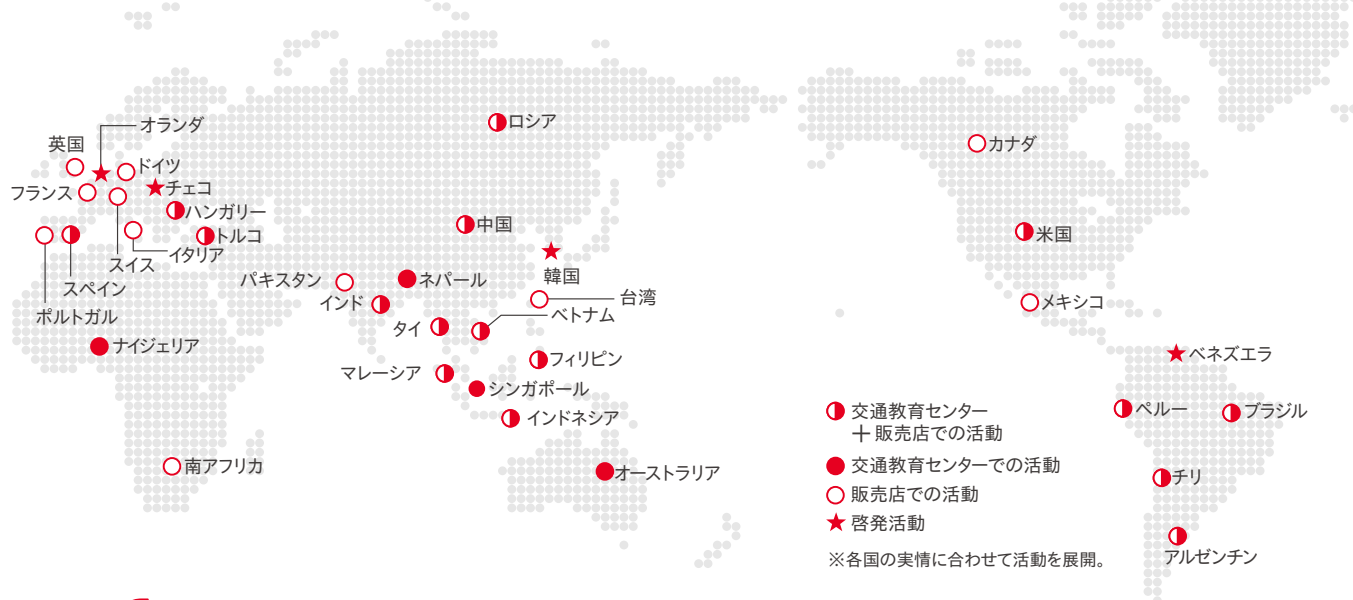 オランダ
英国
ドイツ
フランス
チェコ
ハンガリー
トルコ
イタリア
スイス
スペイン
ポルトガル
ナイジェリア
南アフリカ
ロシア
中国
韓国
パキスタン
ネパール
インド
台湾
ベトナム
タイ
フィリピン
マレーシア
シンガポール
インドネシア
オーストラリア
カナダ
米国
メキシコ
ベネズエラ
ペルー
ブラジル
チリ
アルゼンチン
交通教育センター
＋販売店での活動
交通教育センターでの活動
販売店での活動
啓発活動
※各国の実情に合わせて活動を展開。